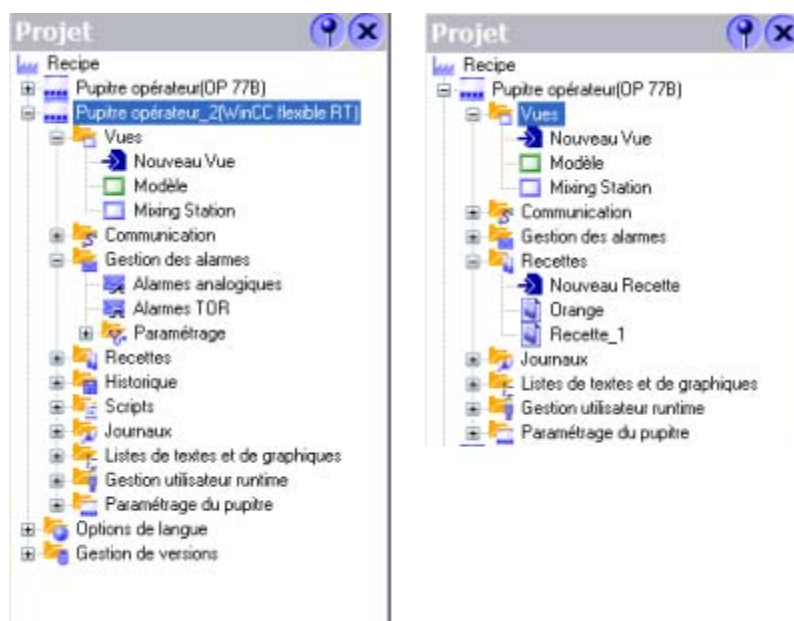 Projet
Recipe
Pupitre opérateur(OP 77B)
Pupitre opérateur_2(WinCC flexible RT)
Vues
Nouveau Vue
Modèle
Mixing Station
Communication
Gestion des alarmes
Alarmes analogiques
Alarmes TOR
Paramétrage
Recettes
Historique
Scripts
Journaux
Listes de textes et de graphiques
Gestion utilisateur runtime
Paramétrage du pupitre
Options de langue
Gestion de versions
Projet
Recipe
Pupitre opérateur(OP 77B)
Vues
Nouveau Vue
Modèle
Mixing Station
Communication
Gestion des alarmes
Recettes
Nouveau Recette
Orange
Recette_1
Journaux
Listes de textes et de graphiques
Gestion utilisateur runtime
Paramétrage du pupitre